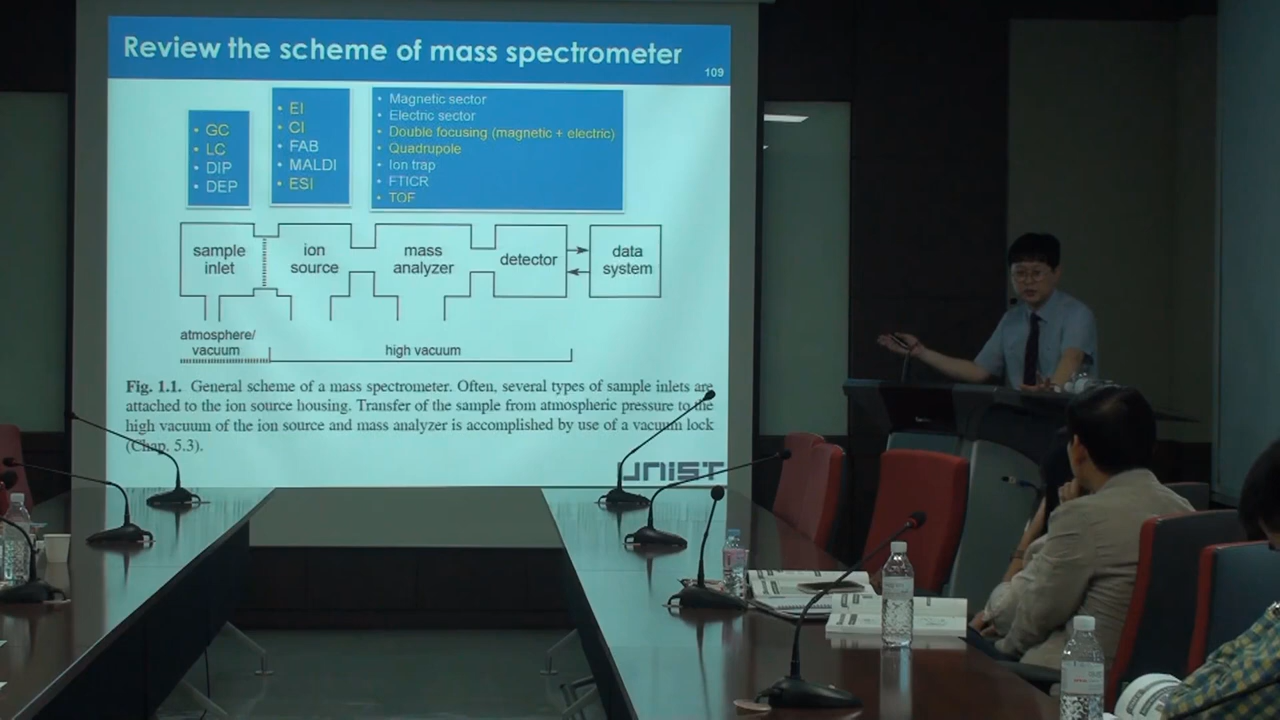 Review the scheme of mass spectrometer
109
• GC
• LC
• DIP
• DEP
• EI
• CI
• FAB
• MALDI
• ESI
• Magnetic sector
• Electric sector
• Double focusing (magnetic + electric)
• Quadrupole
• Ion trap
• FTICR
• TOF
sample
inlet
ion
source
mass
analyzer
detector
data
system
atmosphere/
vacuum
high vacuum
Fig. 1.1. General scheme of a mass spectrometer. Often, several types of sample inlets are
attached to the ion source housing. Transfer of the sample from atmospheric pressure to the
high vacuum of the ion source and mass analyzer is accomplished by use of a vacuum lock
(Chap. 5.3).
UNIST